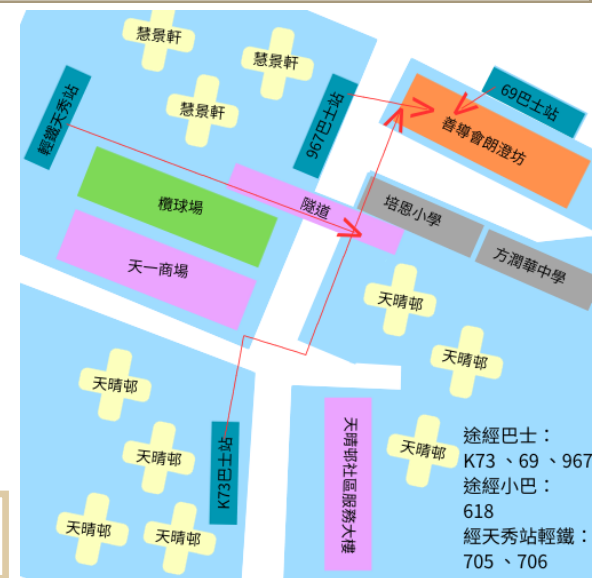 慧景軒
慧景軒
慧景軒
輕鐵天秀站
967巴士站
69巴士站
善導會朗澄坊
欖球場
隧道
培恩小學
方潤華中學
天一商場
天晴邨
天晴邨
天晴邨
天晴邨
天晴邨
天晴邨
天晴邨
K73巴士站
天晴邨社區服務大樓
途經巴士：
K73 、69 、967
途經小巴：
618
經天秀站輕鐵：
705 、706